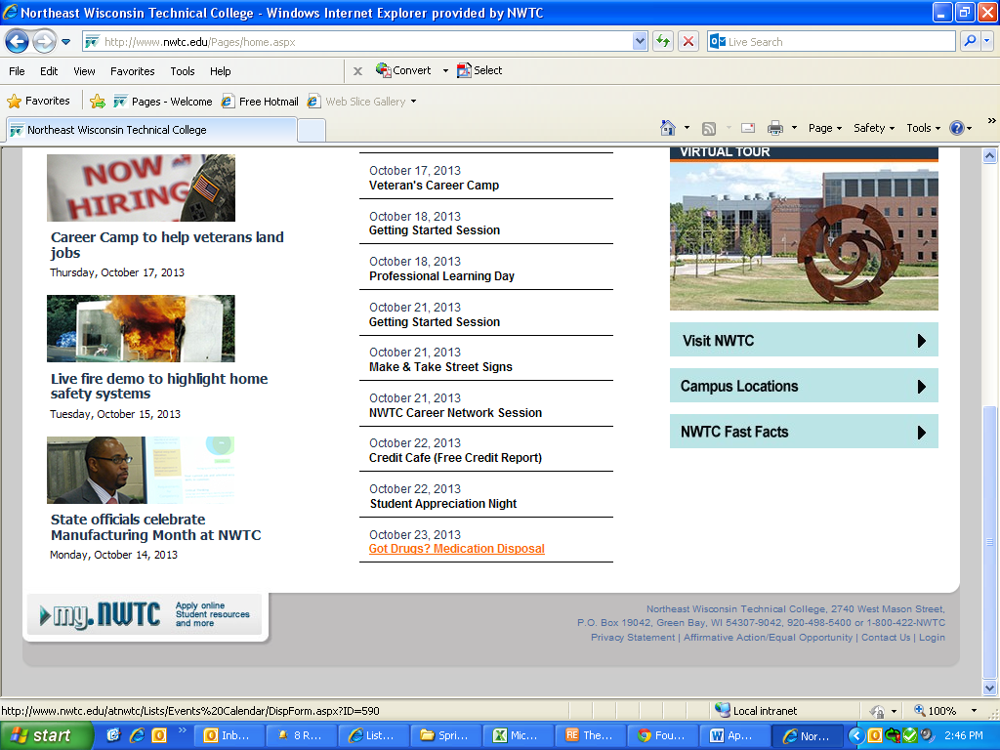 Northeast Wisconsin Technical College - Windows Internet Explorer provided by NWTC
http://www.nwtc.edu/Pages/home.aspx
Live Search
File Edit View Favorites Tools Help
x Convert Select
Favorites Pages - Welcome Free Hotmail Web Slice Gallery
Northeast Wisconsin Technical College
Page Safety Tools
NOW
HIRING
Career Camp to help veterans land
jobs
Thursday, October 17, 2013
Live fire demo to highlight home
safety systems
Tuesday, October 15, 2013
State officials celebrate
Manufacturing Month at NWTC
Monday, October 14, 2013
October 17, 2013
Veteran's Career Camp
October 18, 2013
Getting Started Session
October 18, 2013
Professional Learning Day
October 21, 2013
Getting Started Session
October 21, 2013
Make & Take Street Signs
October 21, 2013
NWTC Career Network Session
October 22, 2013
Credit Cafe (Free Credit Report)
October 22, 2013
Student Appreciation Night
October 23, 2013
Got Drugs? Medication Disposal
VIRTUAL TOUR
Visit NWTC
Campus Locations
NWTC Fast Facts
my.NWTC
Apply online
Student resources
and more
Northeast Wisconsin Technical College, 2740 West Mason Street,
P.O. Box 19042, Green Bay, WI 54307-9042, 920-498-5400 or 1-800-422-NWTC
Privacy Statement | Affirmative Action/Equal Opportunity | Contact Us | Login
http://www.nwtc.edu/atnwtc/Lists/Events%20Calendar/DispForm.aspx?ID=590
Local intranet
100%
start
Inb...
8 R...
List...
Spri...
Mic...
The...
Fou...
Ap...
Nor...
2:46 PM